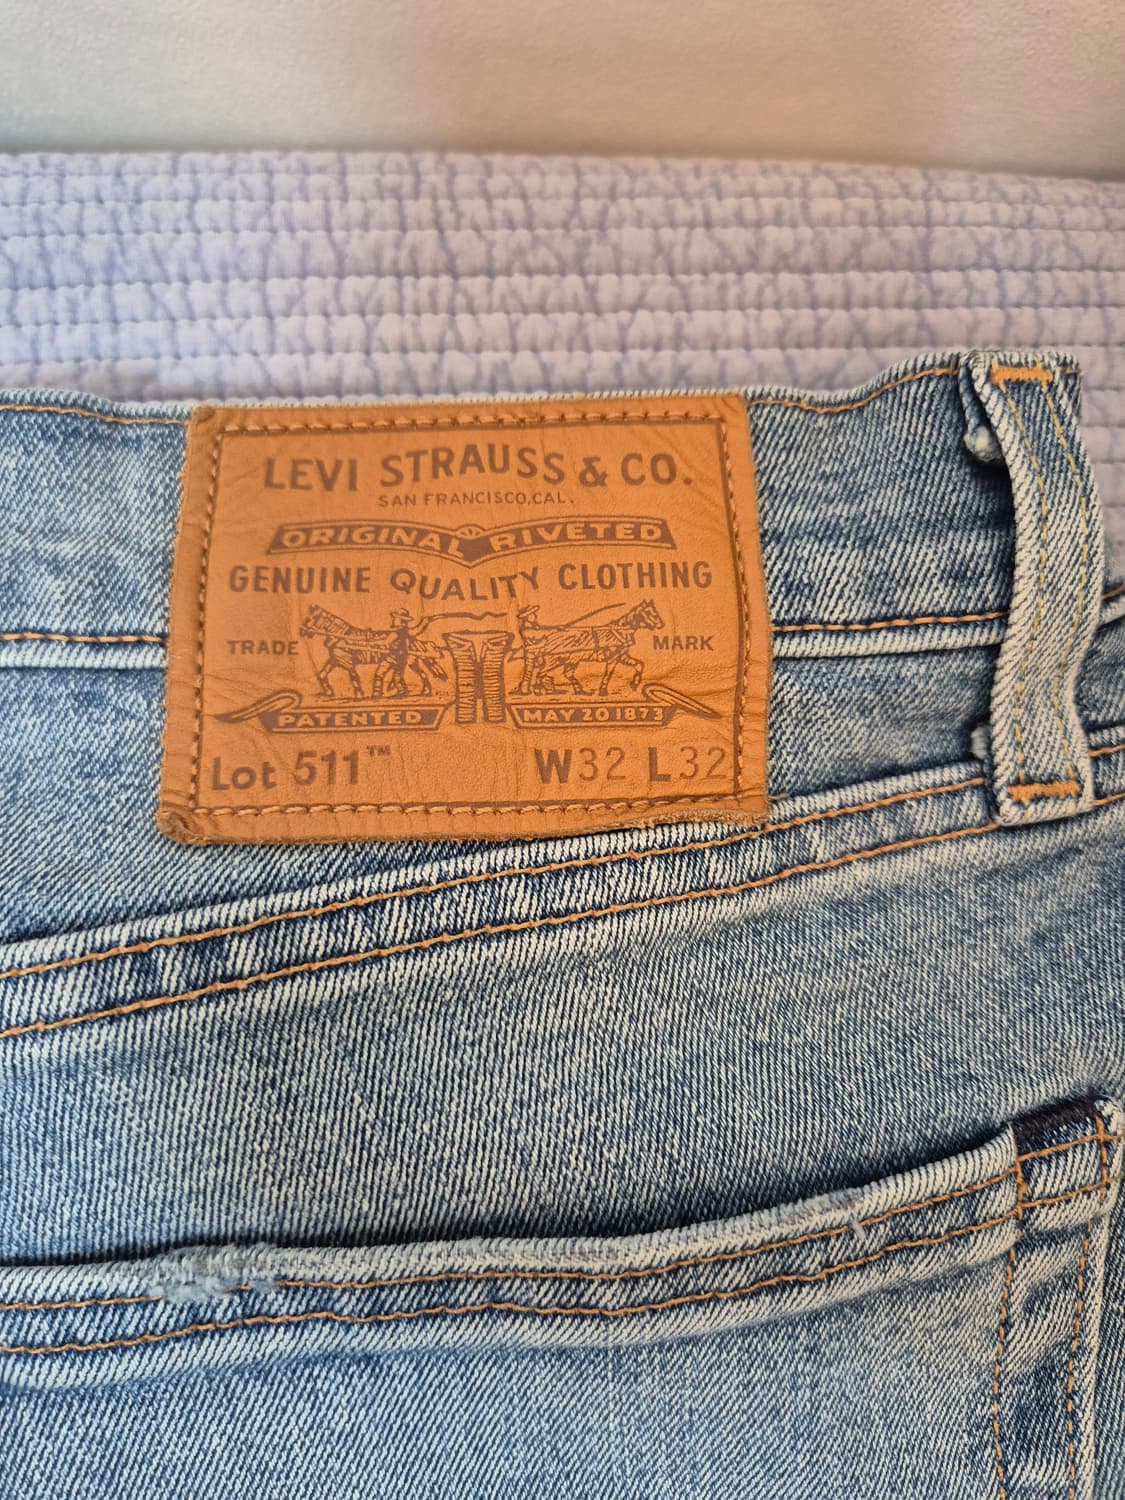 LEVI STRAUSS & CO.
SAN FRANCISCO, CAL.
ORIGINAL RIVETED
GENUINE QUALITY CLOTHING
TRADE MARK
PATENTED MAY 20 1873
Lot 511™ W32 L32